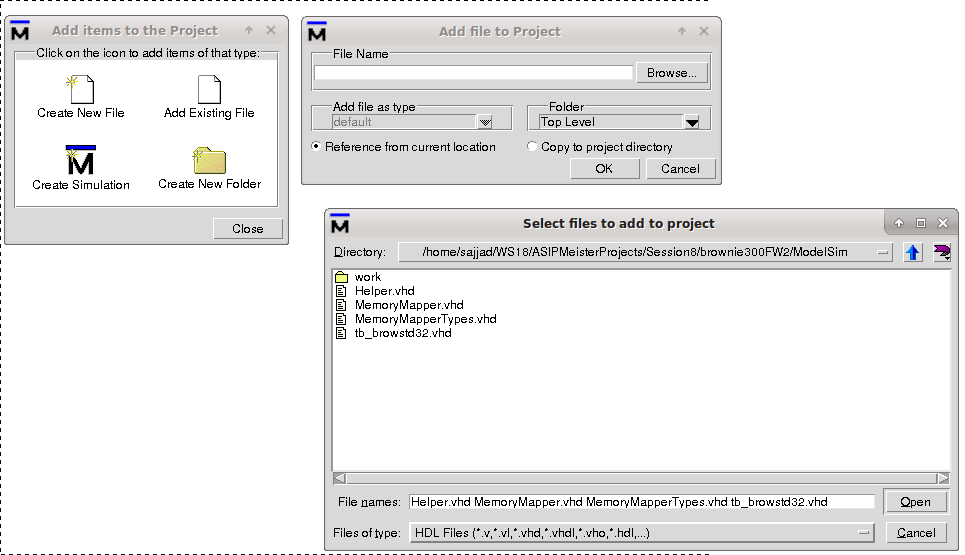 Add items to the Project
Click on the icon to add items of that type:
Create New File
Add Existing File
Create Simulation
Create New Folder
Close
Add file to Project
File Name
Browse...
Add file as type
default
Folder
Top Level
Reference from current location
Copy to project directory
OK
Cancel
Select files to add to project
Directory:
/home/sajjad/WS18/ASIPMeisterProjects/Session8/brownie300FW2/ModelSim
work
Helper.vhd
MemoryMapper.vhd
MemoryMapperTypes.vhd
tb_browstd32.vhd
File names:
Helper.vhd MemoryMapper.vhd MemoryMapperTypes.vhd tb_browstd32.vhd
Open
Files of type:
HDL Files (*.v,*.vl,*.vhd,*.vhdl,*.vho,*.hdl,...)
Cancel